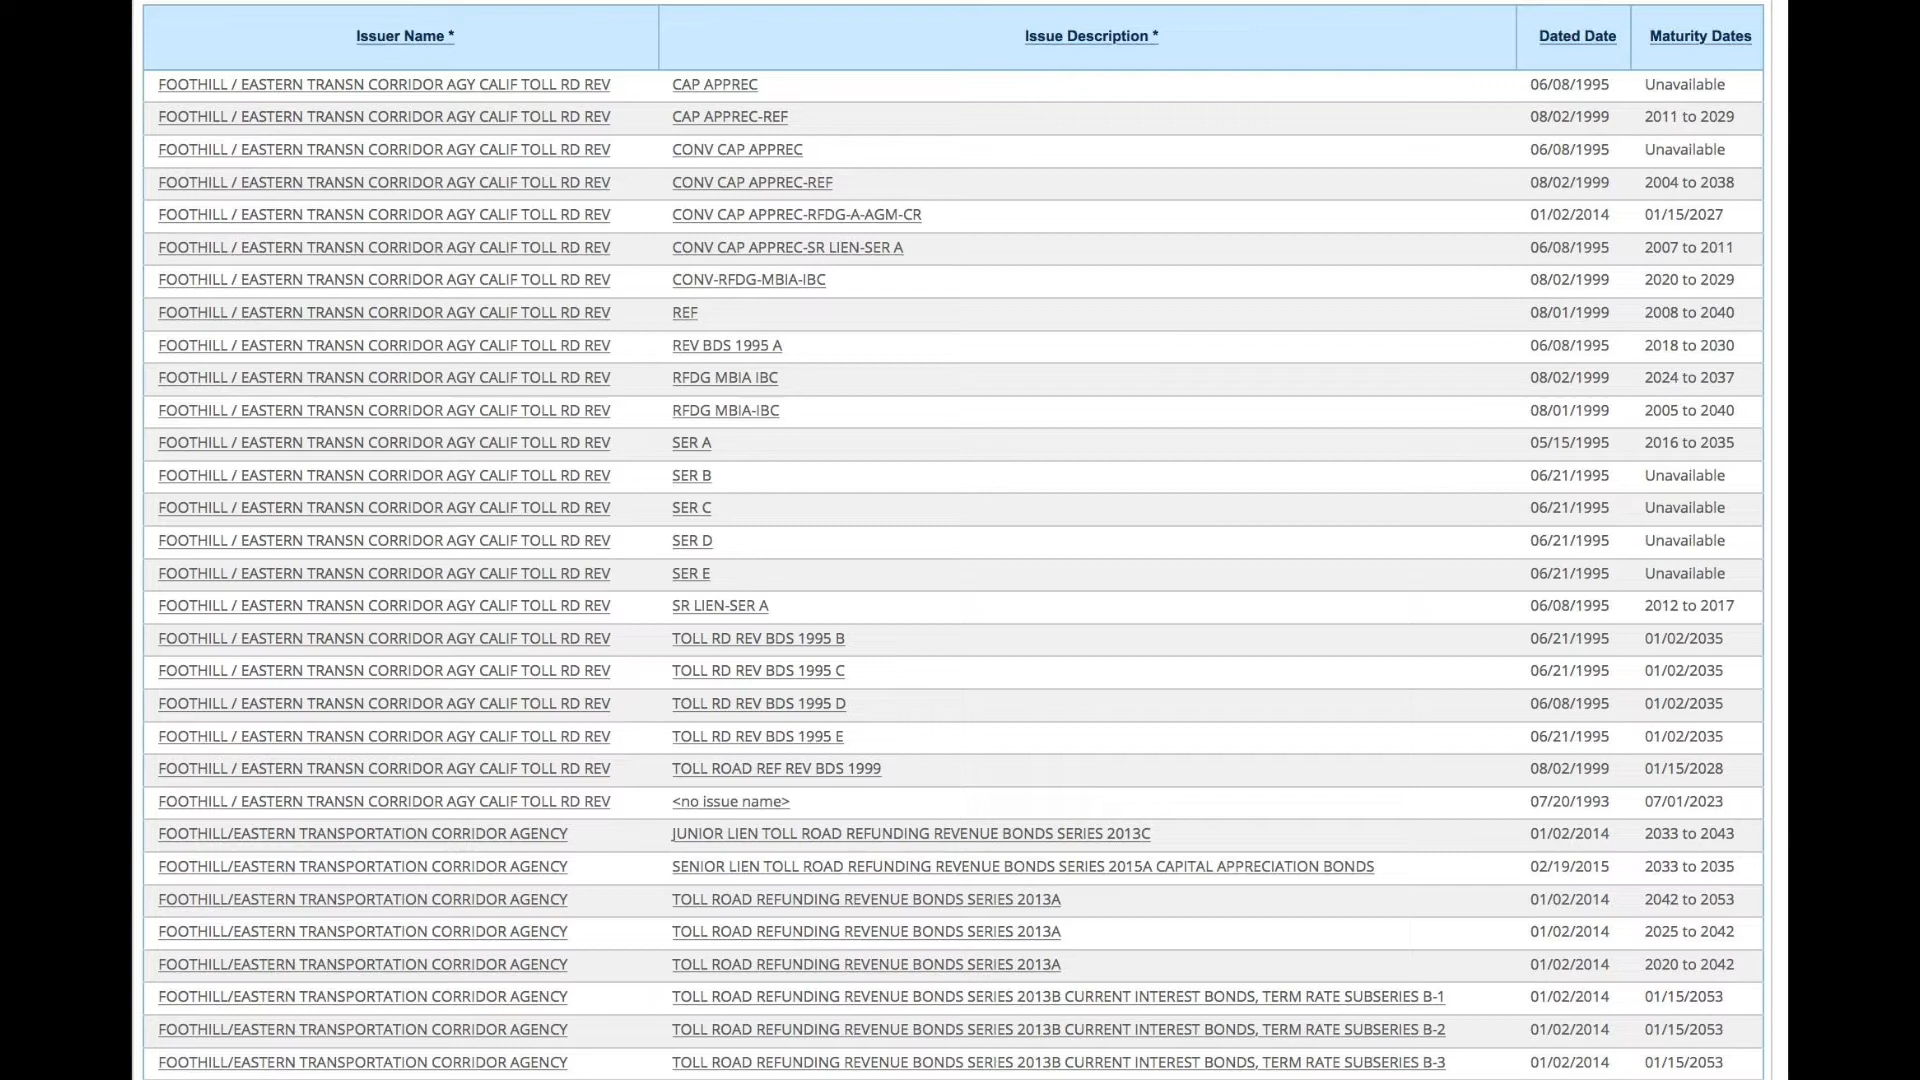 Issuer Name * Issue Description * Dated Date Maturity Dates
FOOTHILL / EASTERN TRANSN CORRIDOR AGY CALIF TOLL RD REV CAP APPREC 06/08/1995 Unavailable
FOOTHILL / EASTERN TRANSN CORRIDOR AGY CALIF TOLL RD REV CAP APPREC-REF 08/02/1999 2011 to 2029
FOOTHILL / EASTERN TRANSN CORRIDOR AGY CALIF TOLL RD REV CONV CAP APPREC 06/08/1995 Unavailable
FOOTHILL / EASTERN TRANSN CORRIDOR AGY CALIF TOLL RD REV CONV CAP APPREC-REF 08/02/1999 2004 to 2038
FOOTHILL / EASTERN TRANSN CORRIDOR AGY CALIF TOLL RD REV CONV CAP APPREC-RFDG-A-AGM-CR 01/02/2014 01/15/2027
FOOTHILL / EASTERN TRANSN CORRIDOR AGY CALIF TOLL RD REV CONV CAP APPREC-SR LIEN-SER A 06/08/1995 2007 to 2011
FOOTHILL / EASTERN TRANSN CORRIDOR AGY CALIF TOLL RD REV CONV-RFDG-MBIA-IBC 08/02/1999 2020 to 2029
FOOTHILL / EASTERN TRANSN CORRIDOR AGY CALIF TOLL RD REV REF 08/01/1999 2008 to 2040
FOOTHILL / EASTERN TRANSN CORRIDOR AGY CALIF TOLL RD REV REV BDS 1995 A 06/08/1995 2018 to 2030
FOOTHILL / EASTERN TRANSN CORRIDOR AGY CALIF TOLL RD REV RFDG MBIA IBC 08/02/1999 2024 to 2037
FOOTHILL / EASTERN TRANSN CORRIDOR AGY CALIF TOLL RD REV RFDG MBIA-IBC 08/01/1999 2005 to 2040
FOOTHILL / EASTERN TRANSN CORRIDOR AGY CALIF TOLL RD REV SER A 05/15/1995 2016 to 2035
FOOTHILL / EASTERN TRANSN CORRIDOR AGY CALIF TOLL RD REV SER B 06/21/1995 Unavailable
FOOTHILL / EASTERN TRANSN CORRIDOR AGY CALIF TOLL RD REV SER C 06/21/1995 Unavailable
FOOTHILL / EASTERN TRANSN CORRIDOR AGY CALIF TOLL RD REV SER D 06/21/1995 Unavailable
FOOTHILL / EASTERN TRANSN CORRIDOR AGY CALIF TOLL RD REV SER E 06/21/1995 Unavailable
FOOTHILL / EASTERN TRANSN CORRIDOR AGY CALIF TOLL RD REV SR LIEN-SER A 06/08/1995 2012 to 2017
FOOTHILL / EASTERN TRANSN CORRIDOR AGY CALIF TOLL RD REV TOLL RD REV BDS 1995 B 06/21/1995 01/02/2035
FOOTHILL / EASTERN TRANSN CORRIDOR AGY CALIF TOLL RD REV TOLL RD REV BDS 1995 C 06/21/1995 01/02/2035
FOOTHILL / EASTERN TRANSN CORRIDOR AGY CALIF TOLL RD REV TOLL RD REV BDS 1995 D 06/08/1995 01/02/2035
FOOTHILL / EASTERN TRANSN CORRIDOR AGY CALIF TOLL RD REV TOLL RD REV BDS 1995 E 06/21/1995 01/02/2035
FOOTHILL / EASTERN TRANSN CORRIDOR AGY CALIF TOLL RD REV TOLL ROAD REF REV BDS 1999 08/02/1999 01/15/2028
FOOTHILL / EASTERN TRANSN CORRIDOR AGY CALIF TOLL RD REV <no issue name> 07/20/1993 07/01/2023
FOOTHILL/EASTERN TRANSPORTATION CORRIDOR AGENCY JUNIOR LIEN TOLL ROAD REFUNDING REVENUE BONDS SERIES 2013C 01/02/2014 2033 to 2043
FOOTHILL/EASTERN TRANSPORTATION CORRIDOR AGENCY SENIOR LIEN TOLL ROAD REFUNDING REVENUE BONDS SERIES 2015A CAPITAL APPRECIATION BONDS 02/19/2015 2033 to 2035
FOOTHILL/EASTERN TRANSPORTATION CORRIDOR AGENCY TOLL ROAD REFUNDING REVENUE BONDS SERIES 2013A 01/02/2014 2042 to 2053
FOOTHILL/EASTERN TRANSPORTATION CORRIDOR AGENCY TOLL ROAD REFUNDING REVENUE BONDS SERIES 2013A 01/02/2014 2025 to 2042
FOOTHILL/EASTERN TRANSPORTATION CORRIDOR AGENCY TOLL ROAD REFUNDING REVENUE BONDS SERIES 2013A 01/02/2014 2020 to 2042
FOOTHILL/EASTERN TRANSPORTATION CORRIDOR AGENCY TOLL ROAD REFUNDING REVENUE BONDS SERIES 2013B CURRENT INTEREST BONDS, TERM RATE SUBSERIES B-1 01/02/2014 01/15/2053
FOOTHILL/EASTERN TRANSPORTATION CORRIDOR AGENCY TOLL ROAD REFUNDING REVENUE BONDS SERIES 2013B CURRENT INTEREST BONDS, TERM RATE SUBSERIES B-2 01/02/2014 01/15/2053
FOOTHILL/EASTERN TRANSPORTATION CORRIDOR AGENCY TOLL ROAD REFUNDING REVENUE BONDS SERIES 2013B CURRENT INTEREST BONDS, TERM RATE SUBSERIES B-3 01/02/2014 01/15/2053